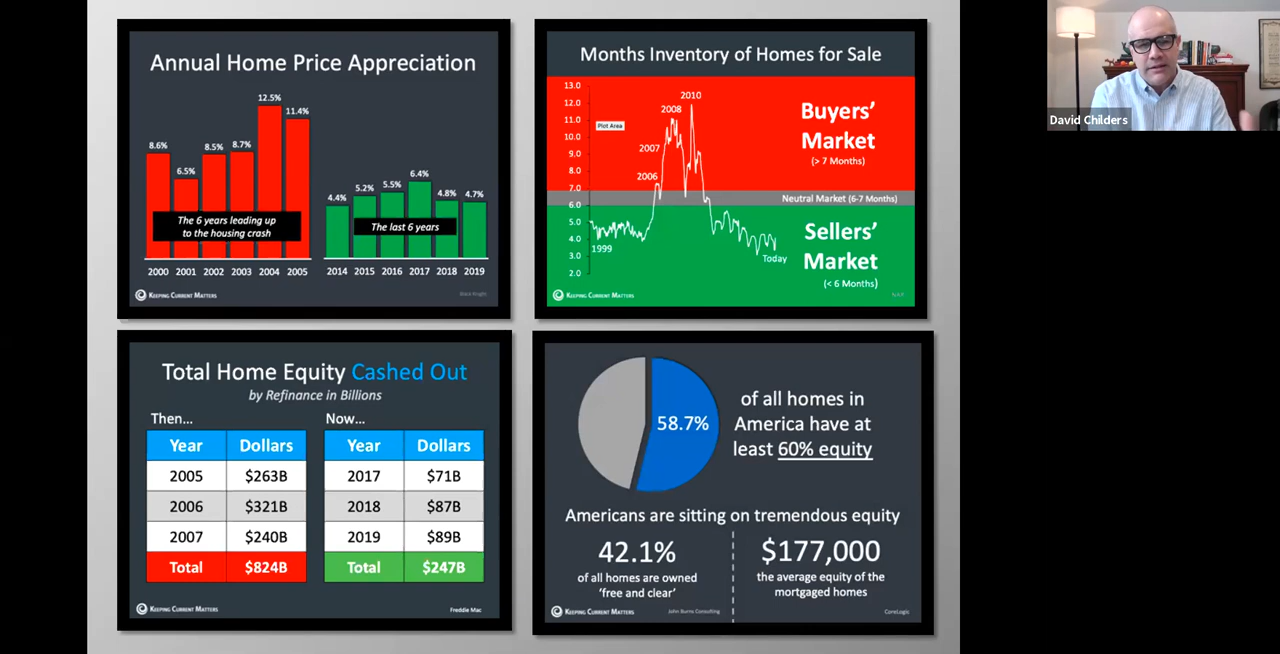 Annual Home Price Appreciation
8.6%
6.5%
8.5%
8.7%
12.5%
11.4%
4.4%
5.2%
5.5%
6.4%
4.8%
4.7%
The 6 years leading up
to the housing crash
The last 6 years
2000 2001 2002 2003 2004 2005 2014 2015 2016 2017 2018 2019
KEEPING CURRENT MATTERS
Black Knight
Months Inventory of Homes for Sale
13.0
12.0
11.0
10.0
9.0
8.0
7.0
6.0
5.0
4.0
3.0
2.0
Plot Area
2010
2008
2007
2006
1999
Today
Buyers’
Market
(> 7 Months)
Neutral Market (6-7 Months)
Sellers’
Market
(< 6 Months)
KEEPING CURRENT MATTERS
David Childers
Total Home Equity Cashed Out
by Refinance in Billions
Then...
Year Dollars
2005 $263B
2006 $321B
2007 $240B
Total $824B
Now...
Year Dollars
2017 $71B
2018 $87B
2019 $89B
Total $247B
KEEPING CURRENT MATTERS
Freddie Mac
58.7%
of all homes in
America have at
least 60% equity
Americans are sitting on tremendous equity
42.1%
of all homes are owned
‘free and clear’
$177,000
the average equity of the
mortgaged homes
KEEPING CURRENT MATTERS
John Burns Consulting
CoreLogic